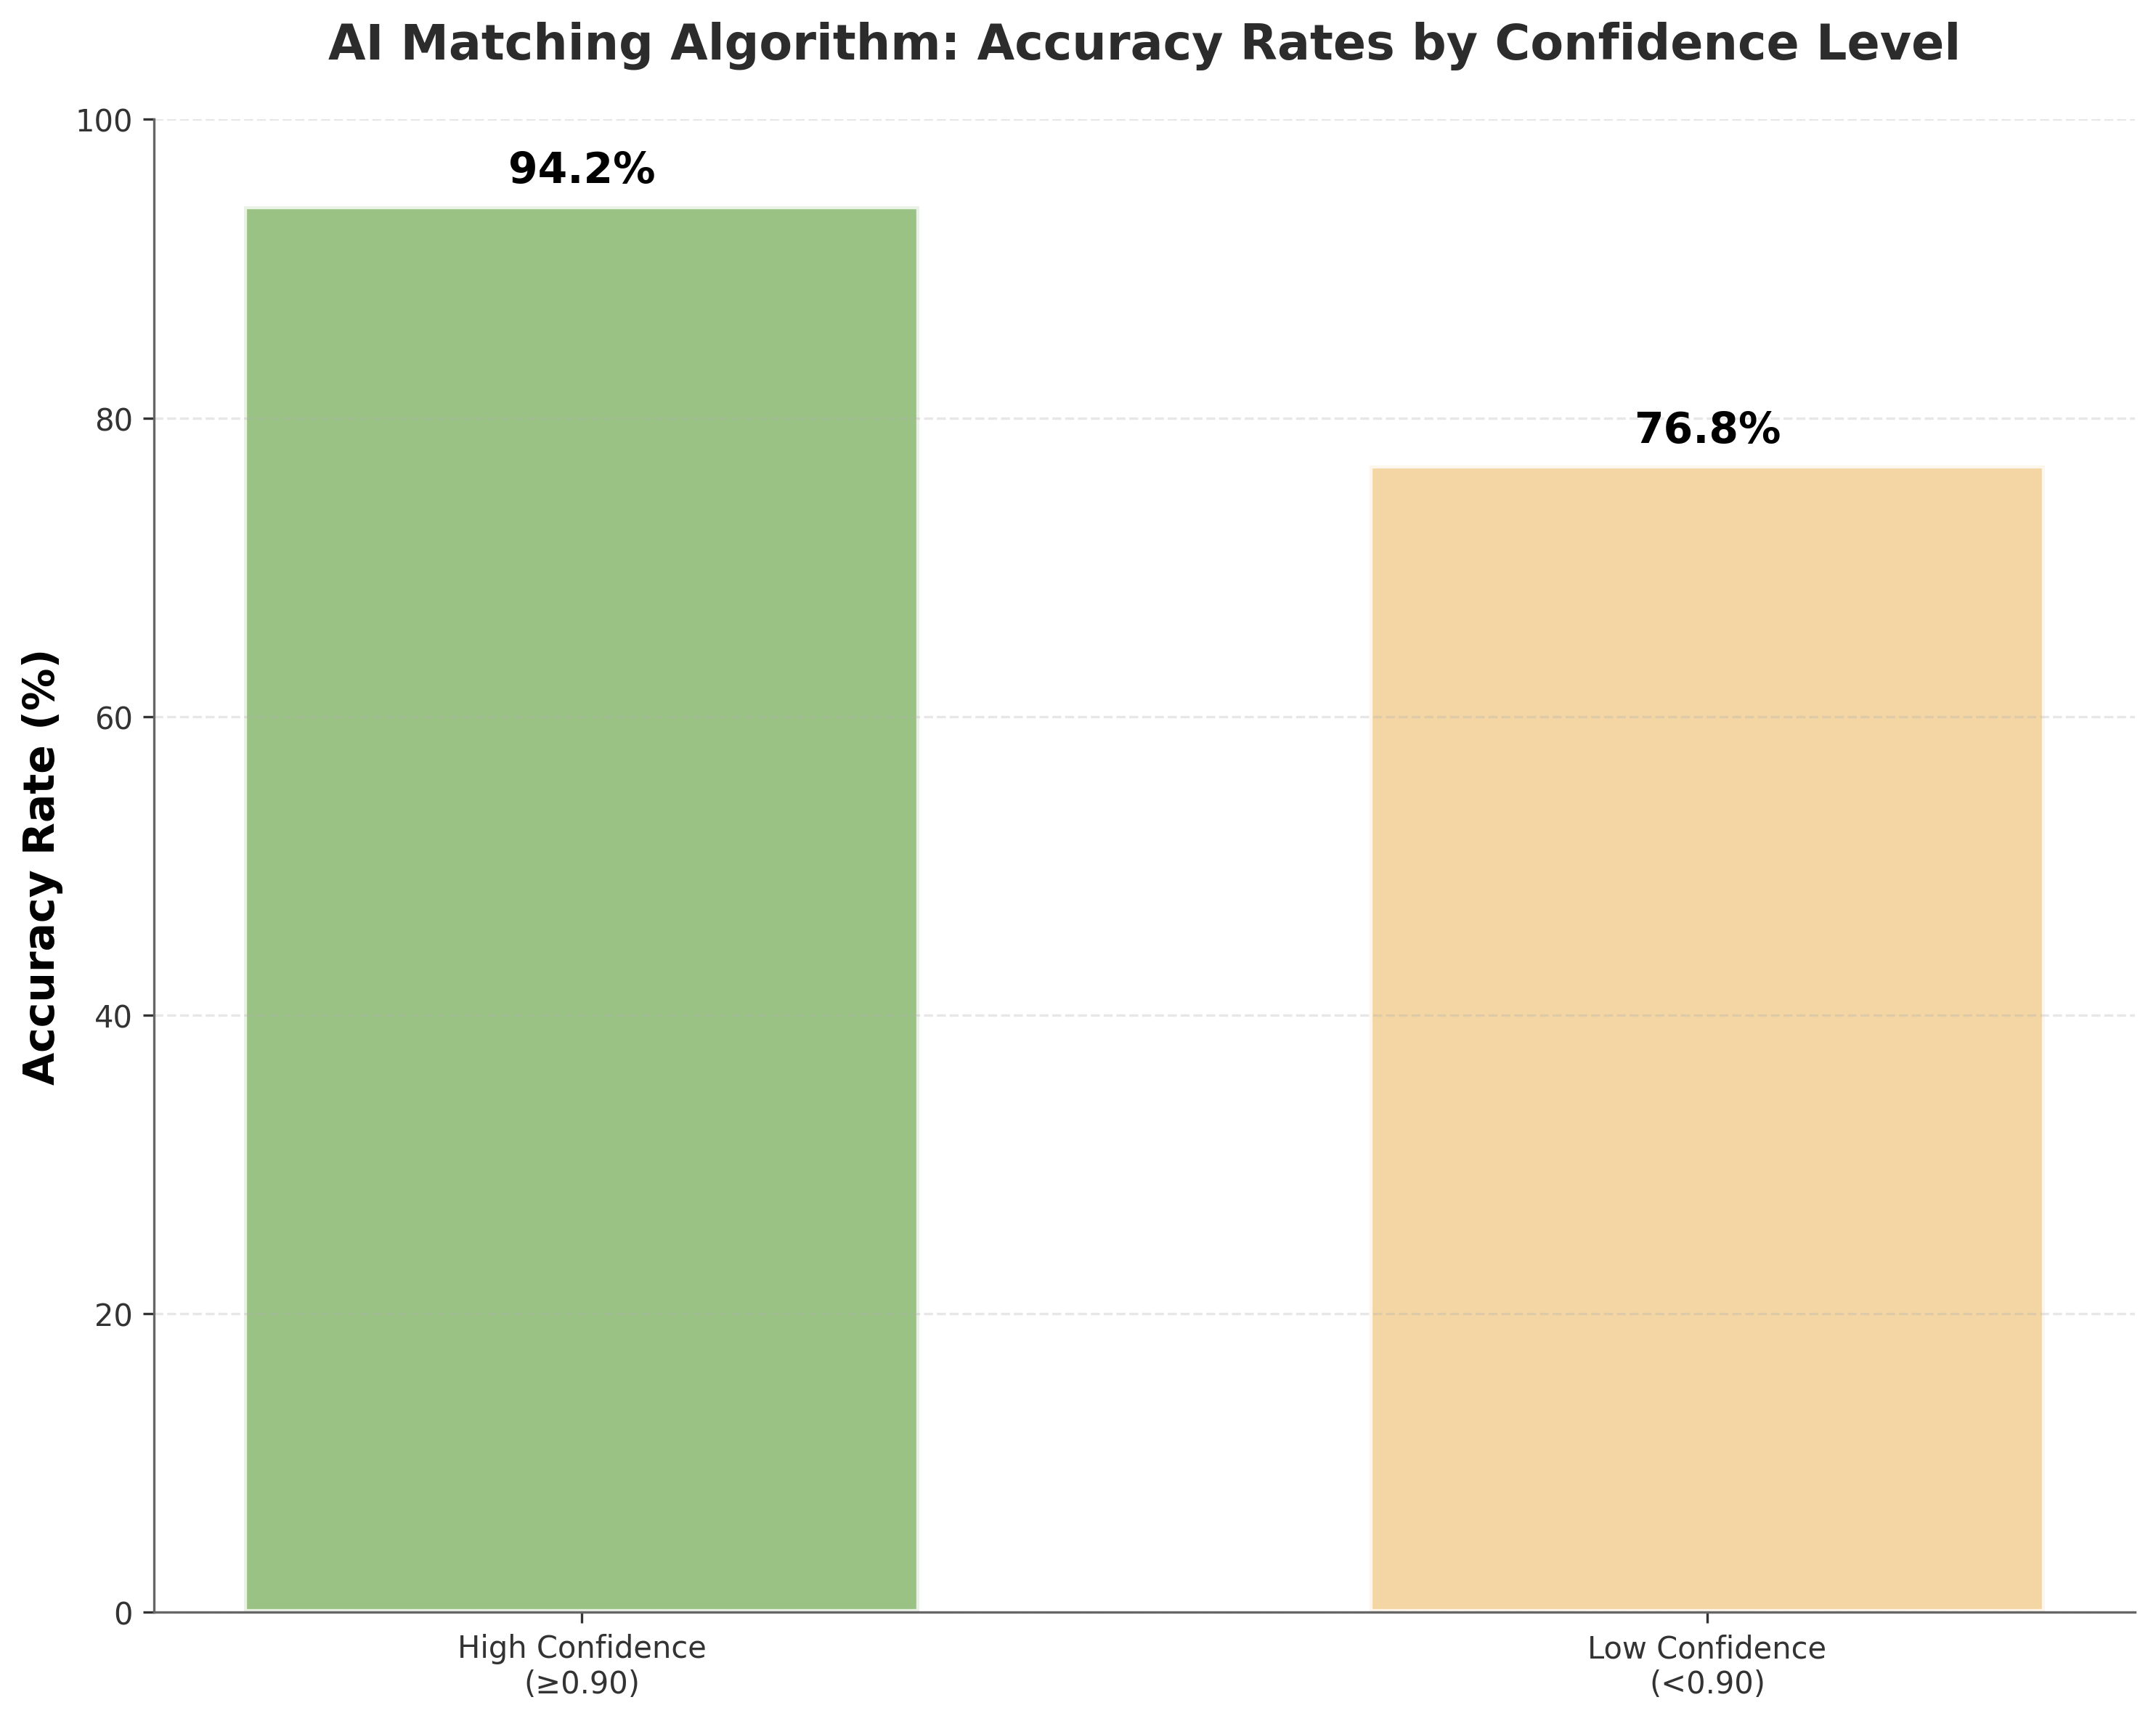 AI Matching Algorithm: Accuracy Rates by Confidence Level
100
94.2%
80
76.8%
60
Accuracy Rate (%)
40
20
0
High Confidence
(≥0.90)
Low Confidence
(<0.90)